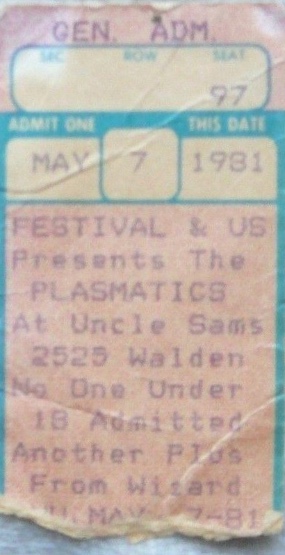 GEN. ADM.
SEC ROW SEAT
97
ADMIT ONE THIS DATE
MAY 7 1981
FESTIVAL & US
Presents The
PLASMATICS
At Uncle Sams
2525 Walden
No One Under
18 Admitted
Another Plus
From Wizard
MAY 7-81